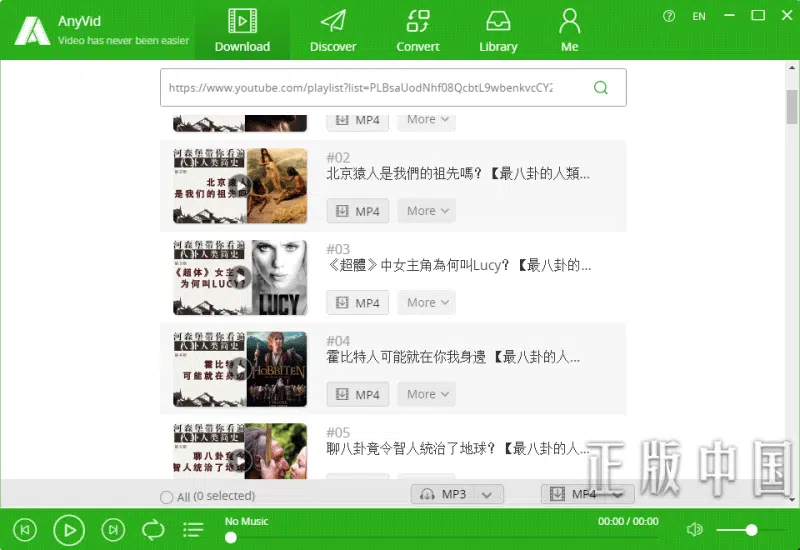 AnyVid
Video has never been easier
Download
Discover
Convert
Library
Me
EN
https://www.youtube.com/playlist?list=PLBsaUodNhf08QcbtL9wbenkvcCYZ
MP4
More
河森堡带你看遍
八卦人类简史
北京猿人
是我们的祖先吗
#02
北京猿人是我們的祖先嗎？【最八卦的人類...
MP4
More
河森堡带你看遍
八卦人类简史
《超体》女主角
为何叫LUCY?
LUCY
#03
《超體》中女主角為何叫Lucy？【最八卦的...
MP4
More
河森堡带你看遍
八卦人类简史
霍比特人
可能就在你身边
HOBBITEN
#04
霍比特人可能就在你我身邊【最八卦的人...
MP4
More
河森堡带你看遍
八卦人类简史
聊八卦竟令
智人统治了地球
#05
聊八卦竟令智人統治了地球？【最八卦的人...
All (0 selected)
MP3
MP4
正版中国
No Music
00:00 / 00:00